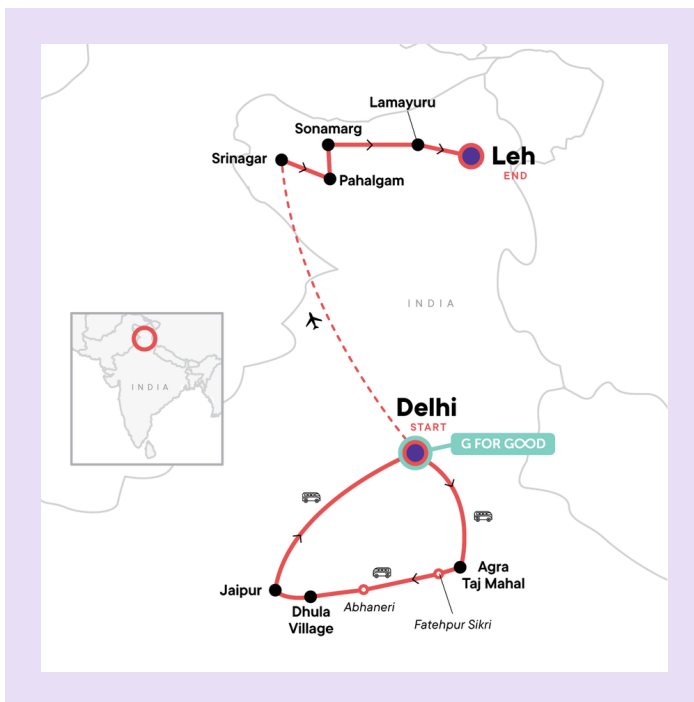 Lamayuru
Sonamarg
Srinagar
Leh
END
Pahalgam
INDIA
INDIA
Delhi
START
G FOR GOOD
Agra
Taj Mahal
Jaipur
Dhula
Village
Abhaneri
Fatehpur Sikri